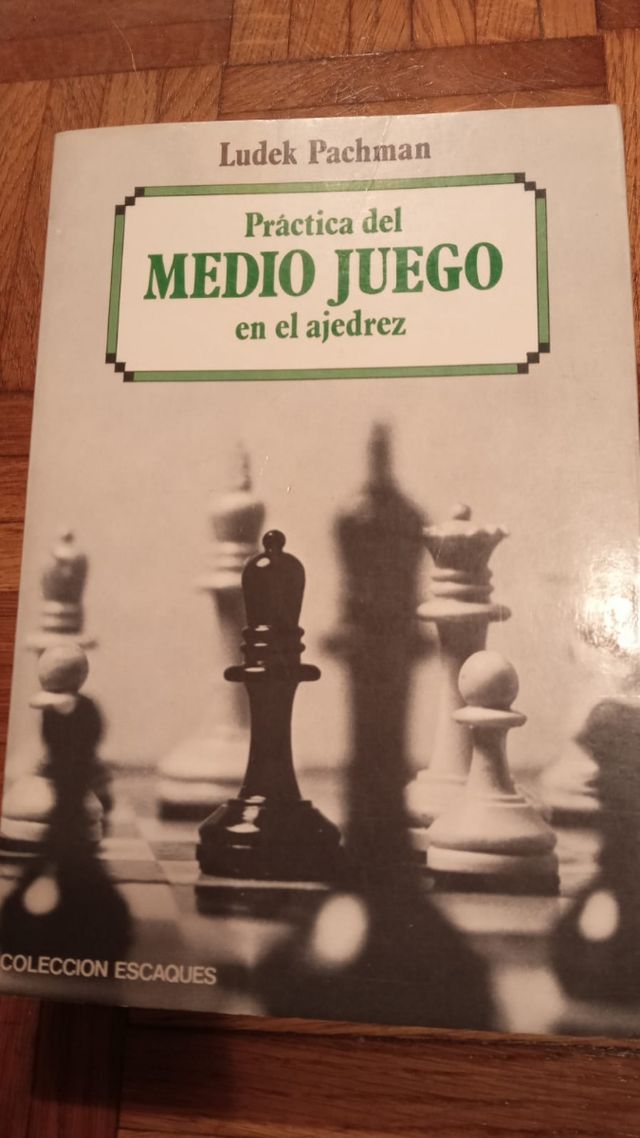 Ludek Pachman
Práctica del
MEDIO JUEGO
en el ajedrez
COLECCION ESCAQUES